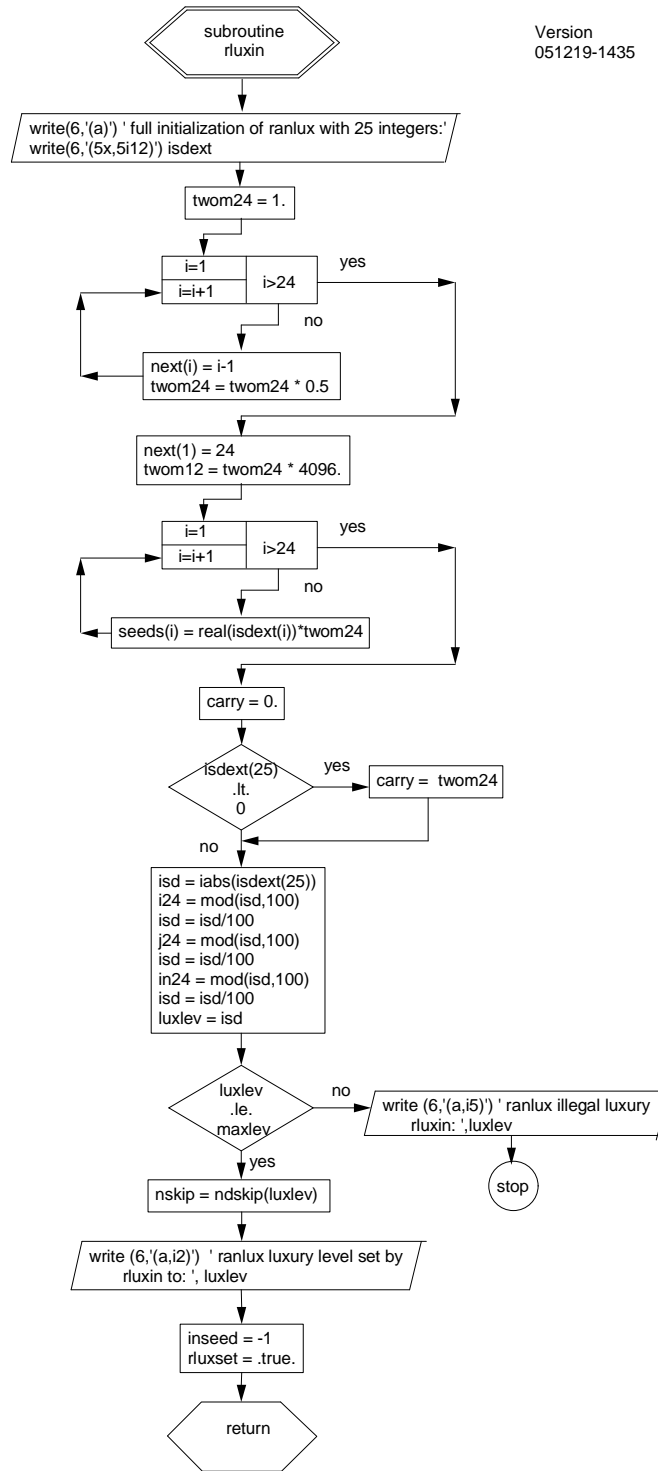 subroutine
rluxin
Version
051219-1435
write(6,'(a)') ' full initialization of ranlux with 25 integers:'
write(6,'(5x,5i12)') isdext
twom24 = 1.
i=1
i=i+1
i>24
yes
no
next(i) = i-1
twom24 = twom24 * 0.5
next(1) = 24
twom12 = twom24 * 4096.
i=1
i=i+1
i>24
yes
no
seeds(i) = real(isdext(i))*twom24
carry = 0.
isdext(25)
.lt.
0
yes
carry = twom24
no
isd = iabs(isdext(25))
i24 = mod(isd,100)
isd = isd/100
j24 = mod(isd,100)
isd = isd/100
in24 = mod(isd,100)
isd = isd/100
luxlev = isd
luxlev
.le.
maxlev
no
write (6,'(a,i5)') ' ranlux illegal luxury
rluxin: ',luxlev
stop
yes
nskip = ndskip(luxlev)
write (6,'(a,i2)') ' ranlux luxury level set by
rluxin to: ', luxlev
inseed = -1
rluxset = .true.
return